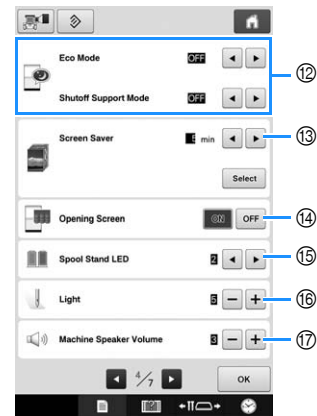 Eco Mode OFF
⑫
Shutoff Support Mode OFF
Screen Saver min
⑬
Select
Opening Screen ON OFF ⑭
Spool Stand LED 2 ⑮
Light 5 − + ⑯
Machine Speaker Volume 3 − + ⑰
4/7 OK